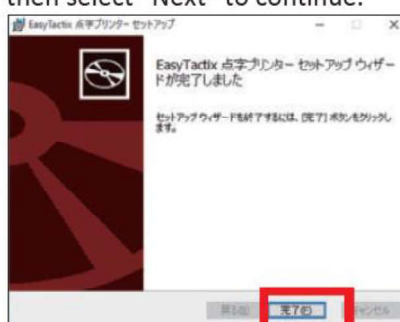 then select "Next" to continue.
EasyTactix 点字プリンター セットアップ
EasyTactix 点字プリンター セットアップ ウィザー
ドが完了しました
セットアップ ウィザードを終了するには、[完了] ボタンをクリックし
ます。
戻る(B) 完了(F) キャンセル